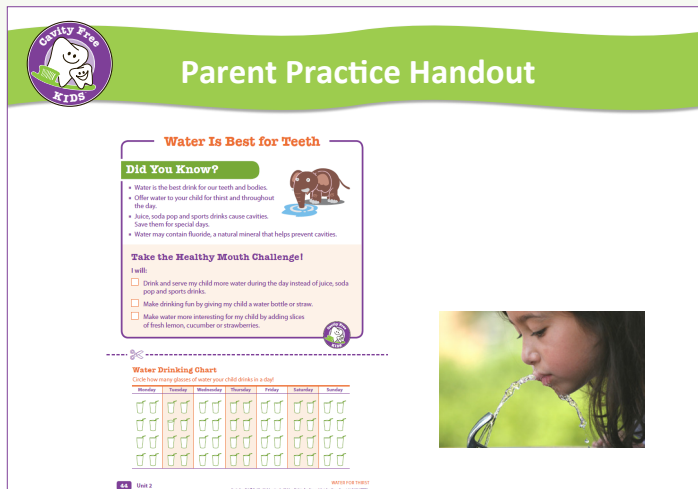 Cavity Free
KIDS
Parent Practice Handout
Water Is Best for Teeth
Did You Know?
• Water is the best drink for our teeth and bodies.
• Offer water to your child for thirst and throughout
the day.
• Juice, soda pop and sports drinks cause cavities.
Save them for special days.
• Water may contain fluoride, a natural mineral that helps prevent cavities.
Take the Healthy Mouth Challenge!
I will:
Drink and serve my child more water during the day instead of juice, soda
pop and sports drinks.
Make drinking fun by giving my child a water bottle or straw.
Make water more interesting for my child by adding slices
of fresh lemon, cucumber or strawberries.
Cavity Free
KIDS
Water Drinking Chart
Circle how many glasses of water your child drinks in a day!
Monday Tuesday Wednesday Thursday Friday Saturday Sunday
44 Unit 2
WATER FOR THIRST